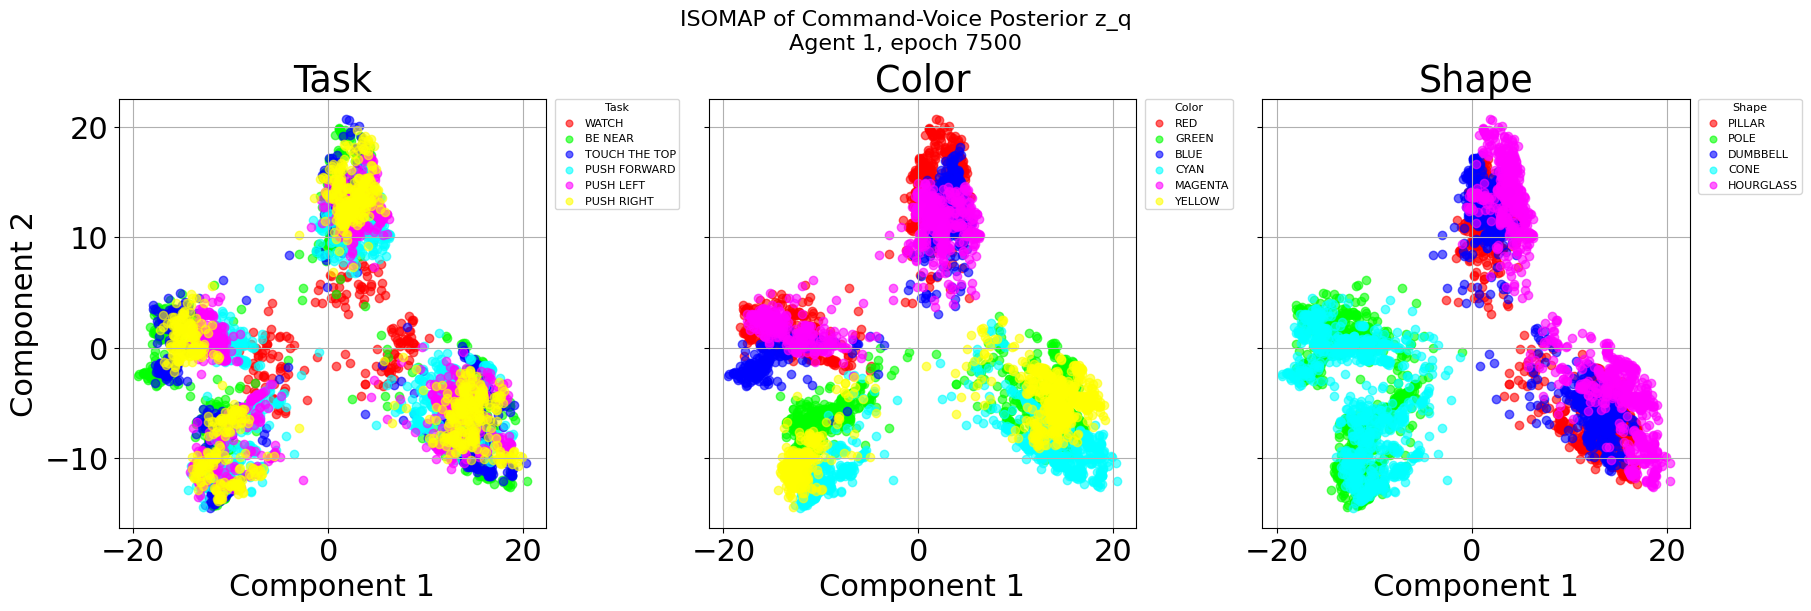 ISOMAP of Command-Voice Posterior z_q
Agent 1, epoch 7500
Task
Color
Shape
Task
WATCH
BE NEAR
TOUCH THE TOP
PUSH FORWARD
PUSH LEFT
PUSH RIGHT
Color
RED
GREEN
BLUE
CYAN
MAGENTA
YELLOW
Shape
PILLAR
POLE
DUMBBELL
CONE
HOURGLASS
Component 2
20
10
0
−10
−20 0 20
−20 0 20
−20 0 20
Component 1
Component 1
Component 1